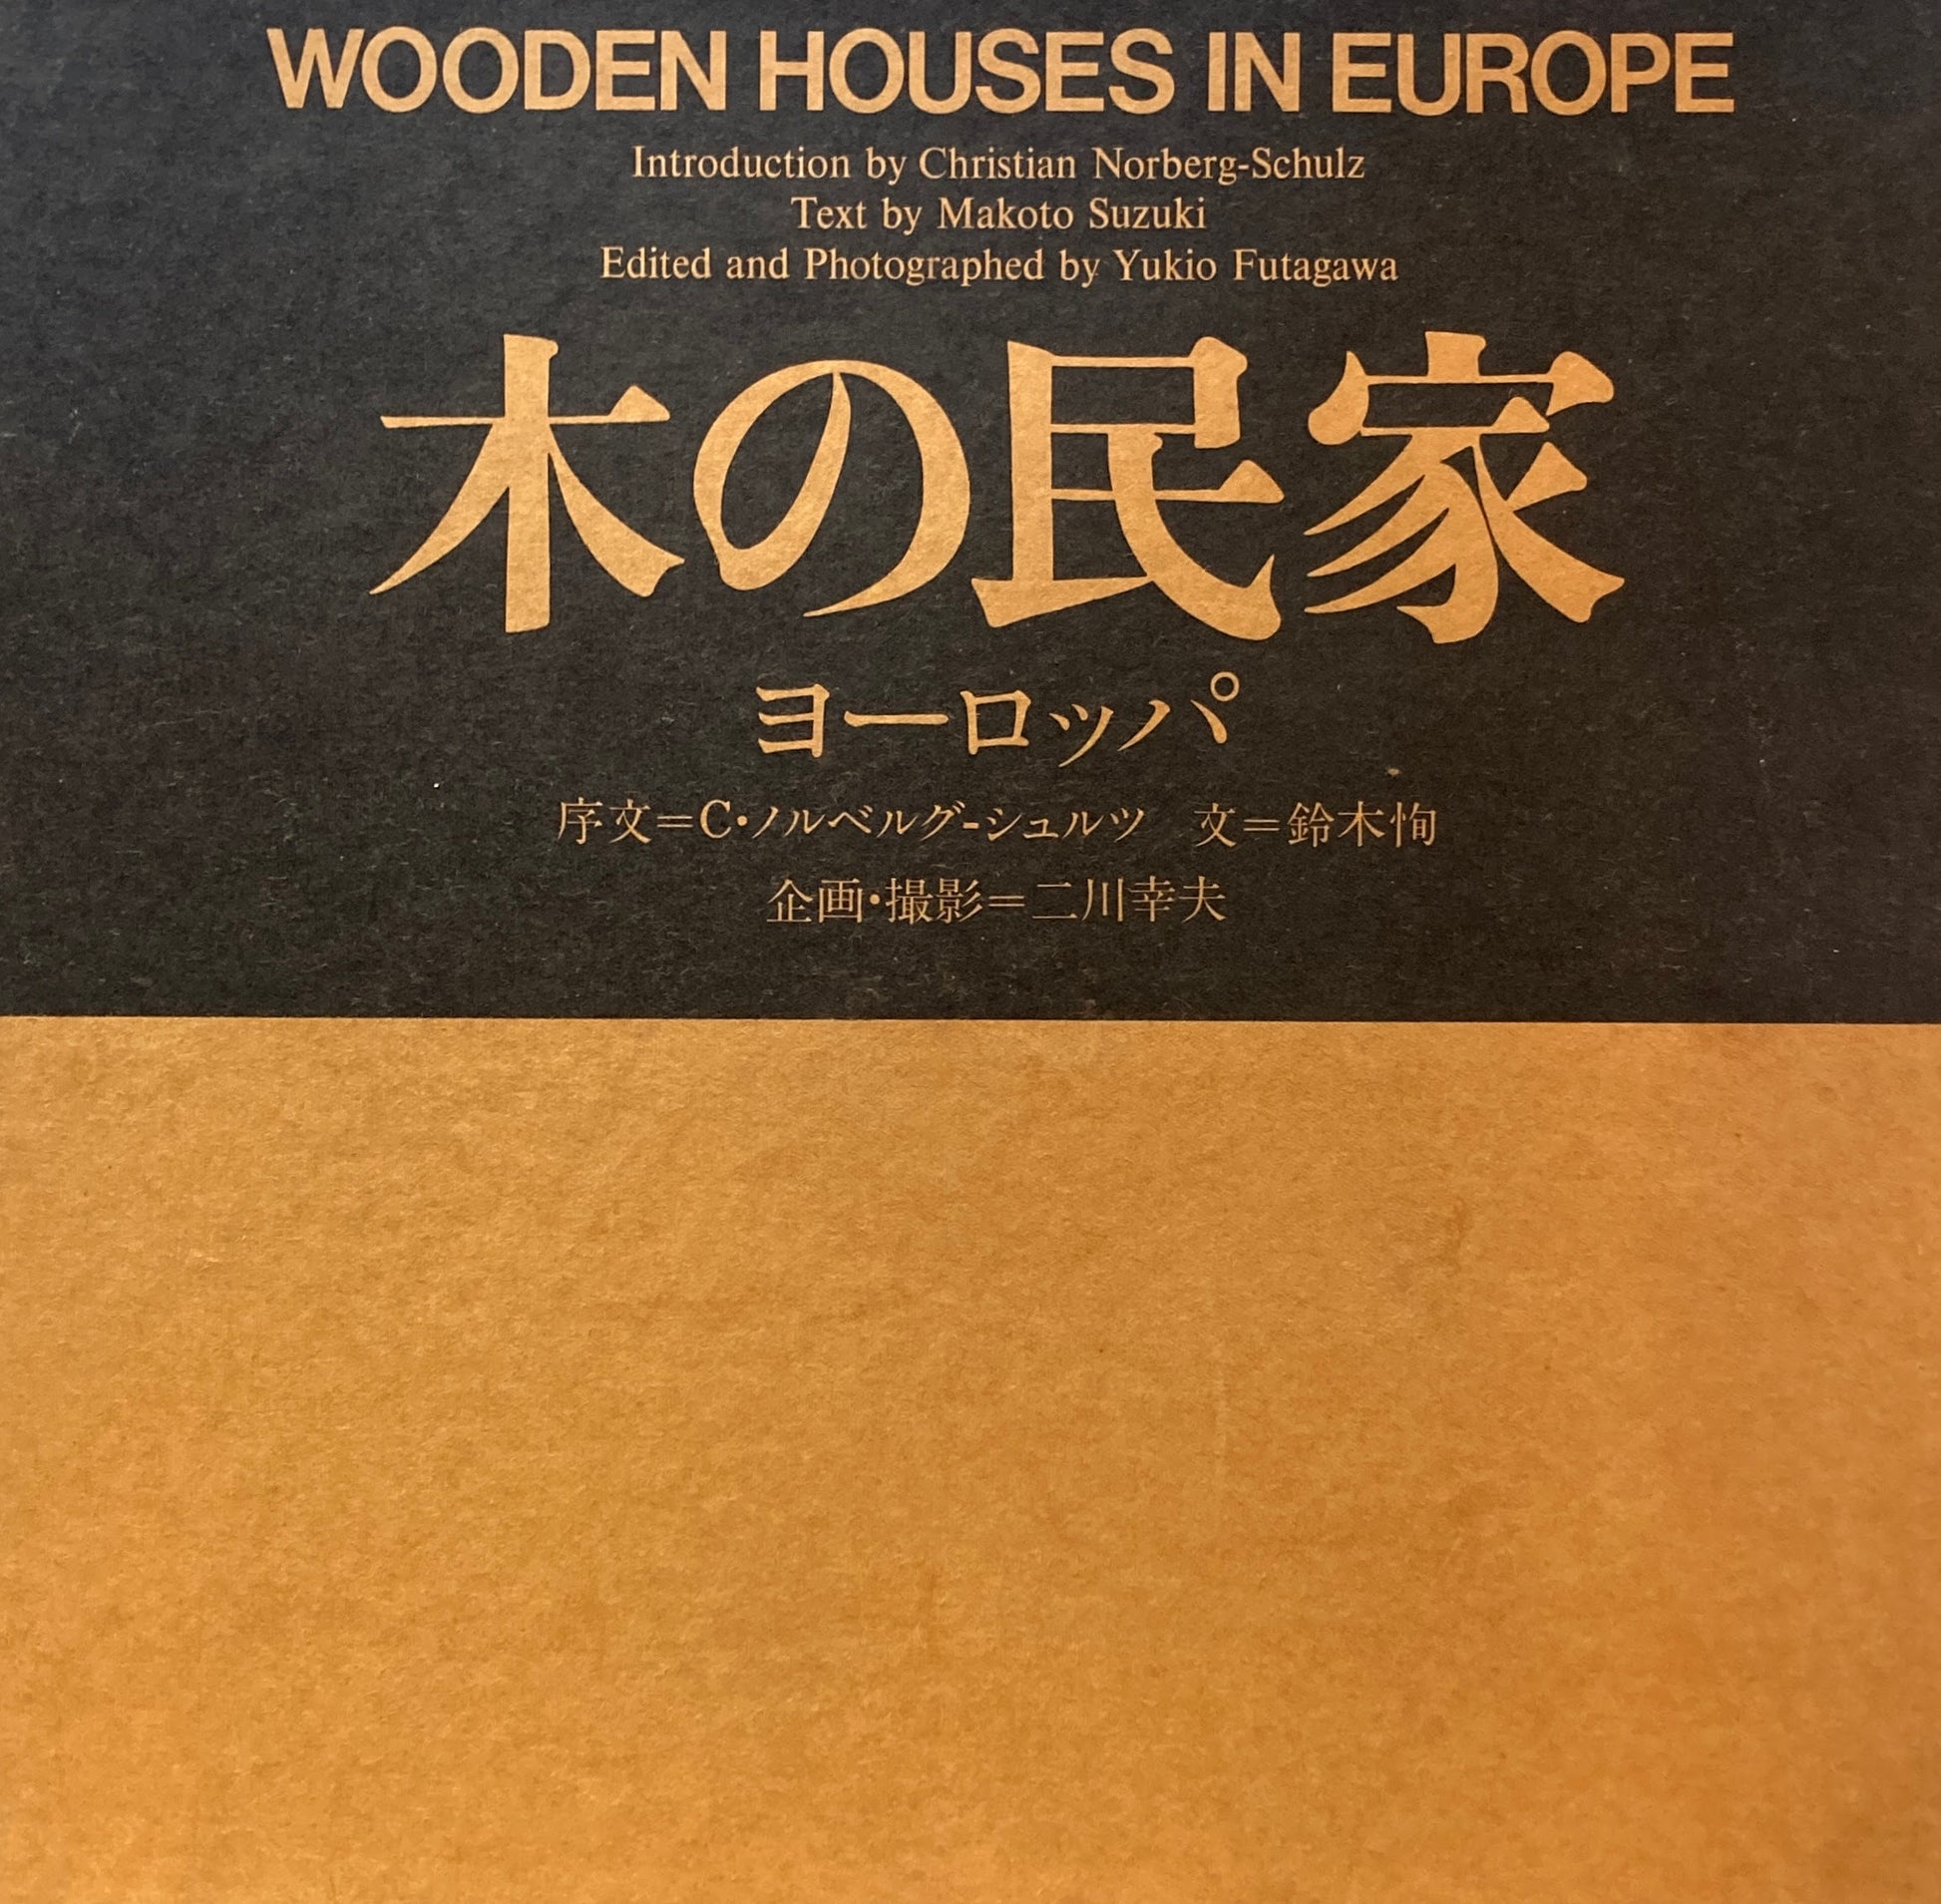 WOODEN HOUSES IN EUROPE
Introduction by Christian Norberg-Schulz
Text by Makoto Suzuki
Edited and Photographed by Yukio Futagawa
木の民家
ヨーロッパ
序文=C・ノルベルグ-シュルツ 文=鈴木恂
企画・撮影=二川幸夫